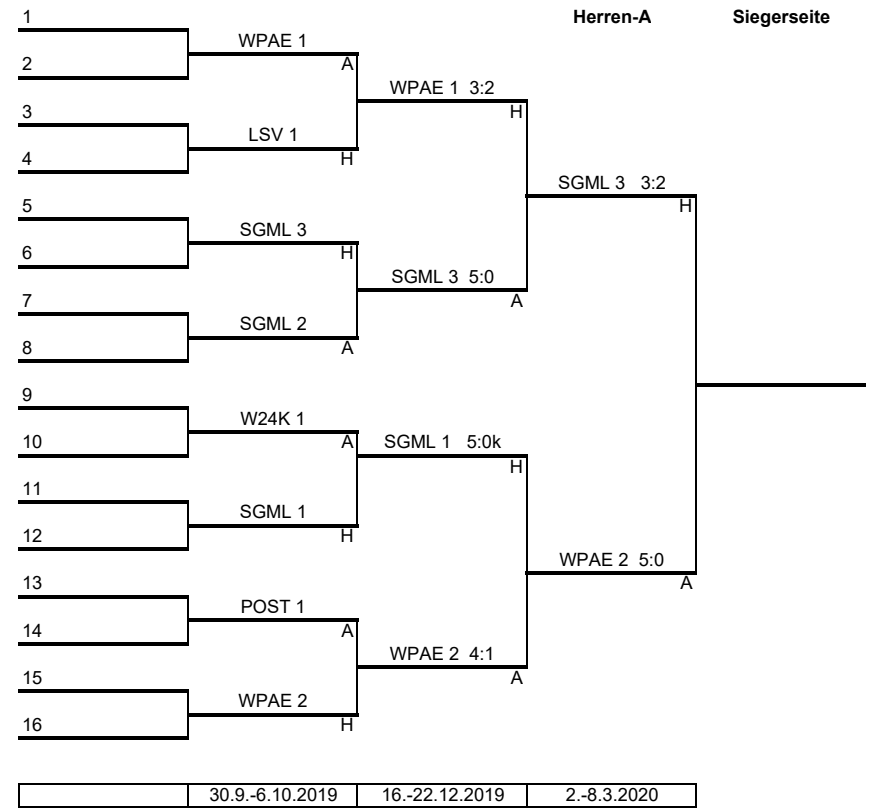 1
Herren-A
Siegerseite
WPAE 1
2
A
WPAE 1 3:2
H
3
LSV 1
4
H
SGML 3 3:2
H
5
SGML 3
6
H
SGML 3 5:0
A
7
SGML 2
8
A
9
W24K 1
10
A
SGML 1 5:0k
H
11
SGML 1
12
H
WPAE 2 5:0
A
13
POST 1
14
A
WPAE 2 4:1
A
15
WPAE 2
16
H
30.9.-6.10.2019
16.-22.12.2019
2.-8.3.2020